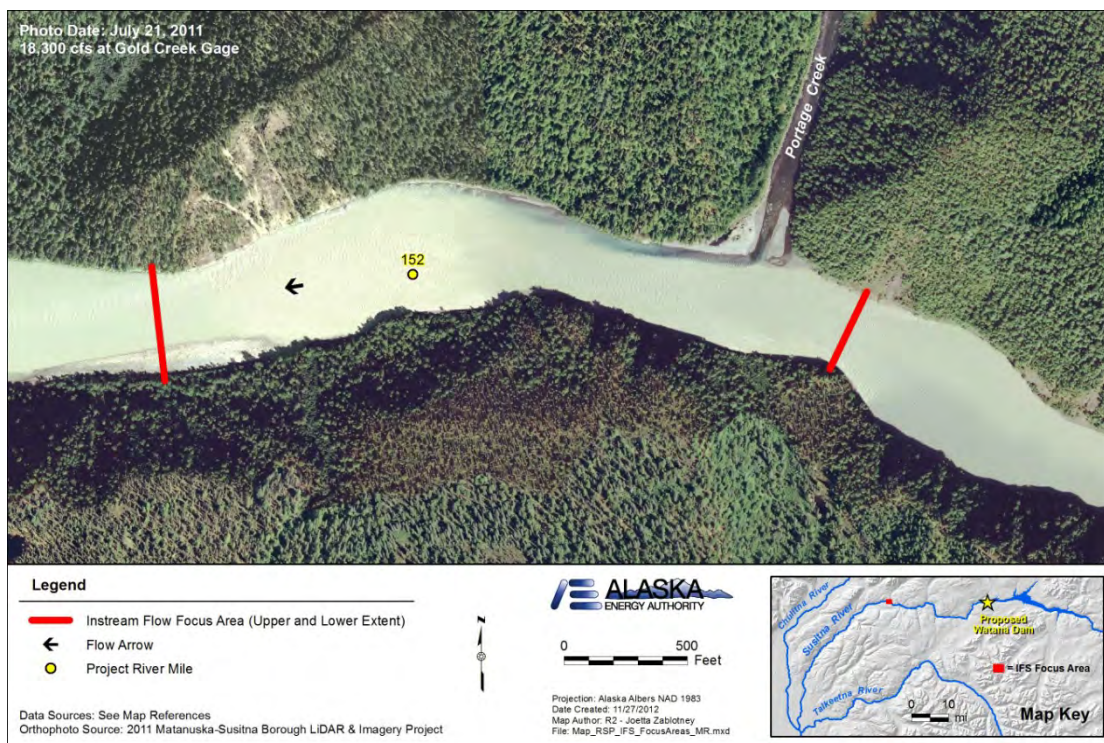 Photo Date: July 21, 2011
18,300 cfs at Gold Creek Gage
Portage Creek
152
Legend
Instream Flow Focus Area (Upper and Lower Extent)
Flow Arrow
Project River Mile
Data Sources: See Map References
Orthophoto Source: 2011 Matanuska-Susitna Borough LiDAR & Imagery Project
N
ALASKA
ENERGY AUTHORITY
0 500
Feet
Projection: Alaska Albers NAD 1983
Date Created: 11/27/2012
Map Author: R2 - Joetta Zablotney
File: Map_RSP_IFS_FocusAreas_MR.mxd
Chulitna River
Susitna River
Proposed
Watana Dam
= IFS Focus Area
Talkeetna River
0 10
mi
Map Key